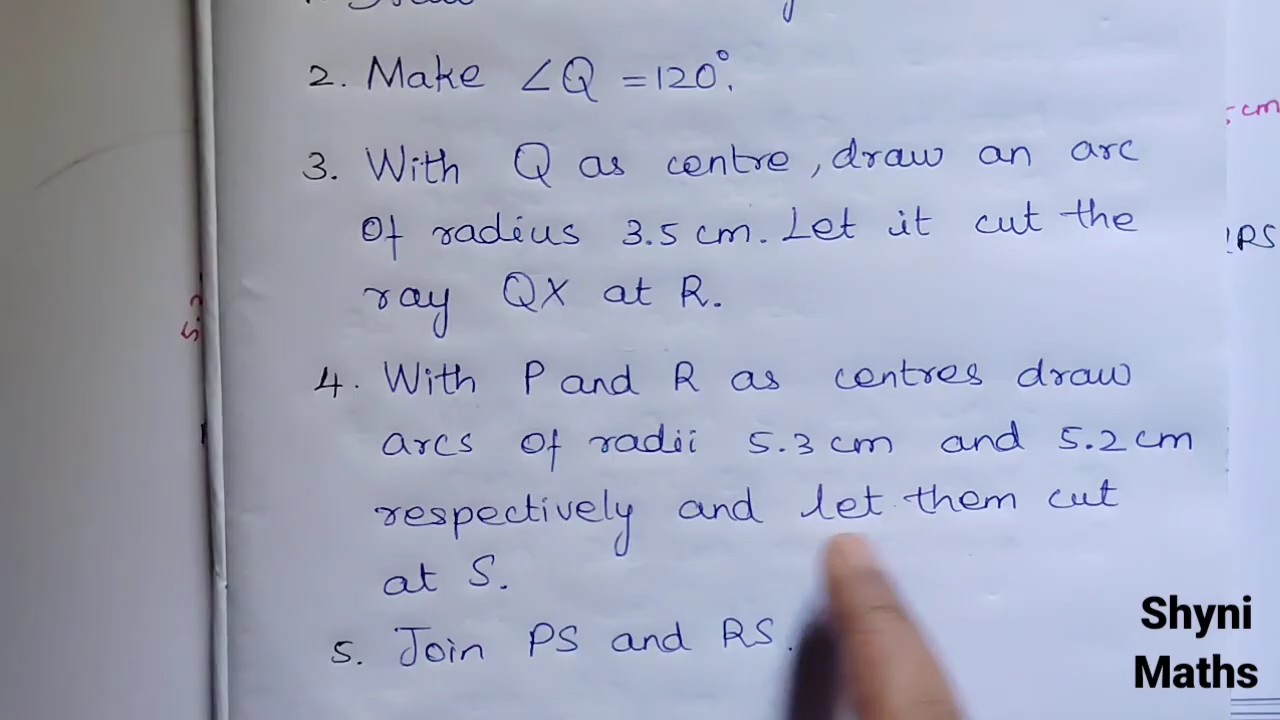 2. Make ∠Q = 120°.
3. With Q as centre, draw an arc
of radius 3.5 cm. Let it cut the
ray QX at R.
4. With P and R as centres draw
arcs of radii 5.3 cm and 5.2 cm
respectively and let them cut
at S.
5. Join PS and RS.
cm
RS
Shyni
Maths